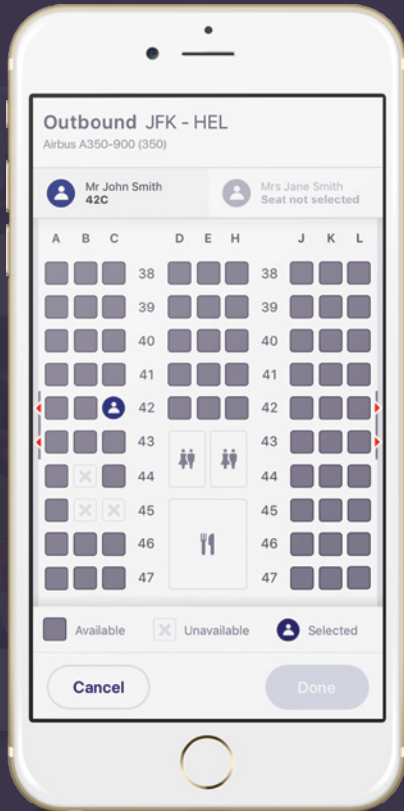 Outbound JFK - HEL
Airbus A350-900 (350)
Mr John Smith
42C
Mrs Jane Smith
Seat not selected
A B C D E H J K L
38 38
39 39
40 40
41 41
42 42
43 43
44 44
45 45
46 46
47 47
Available Unavailable Selected
Cancel Done